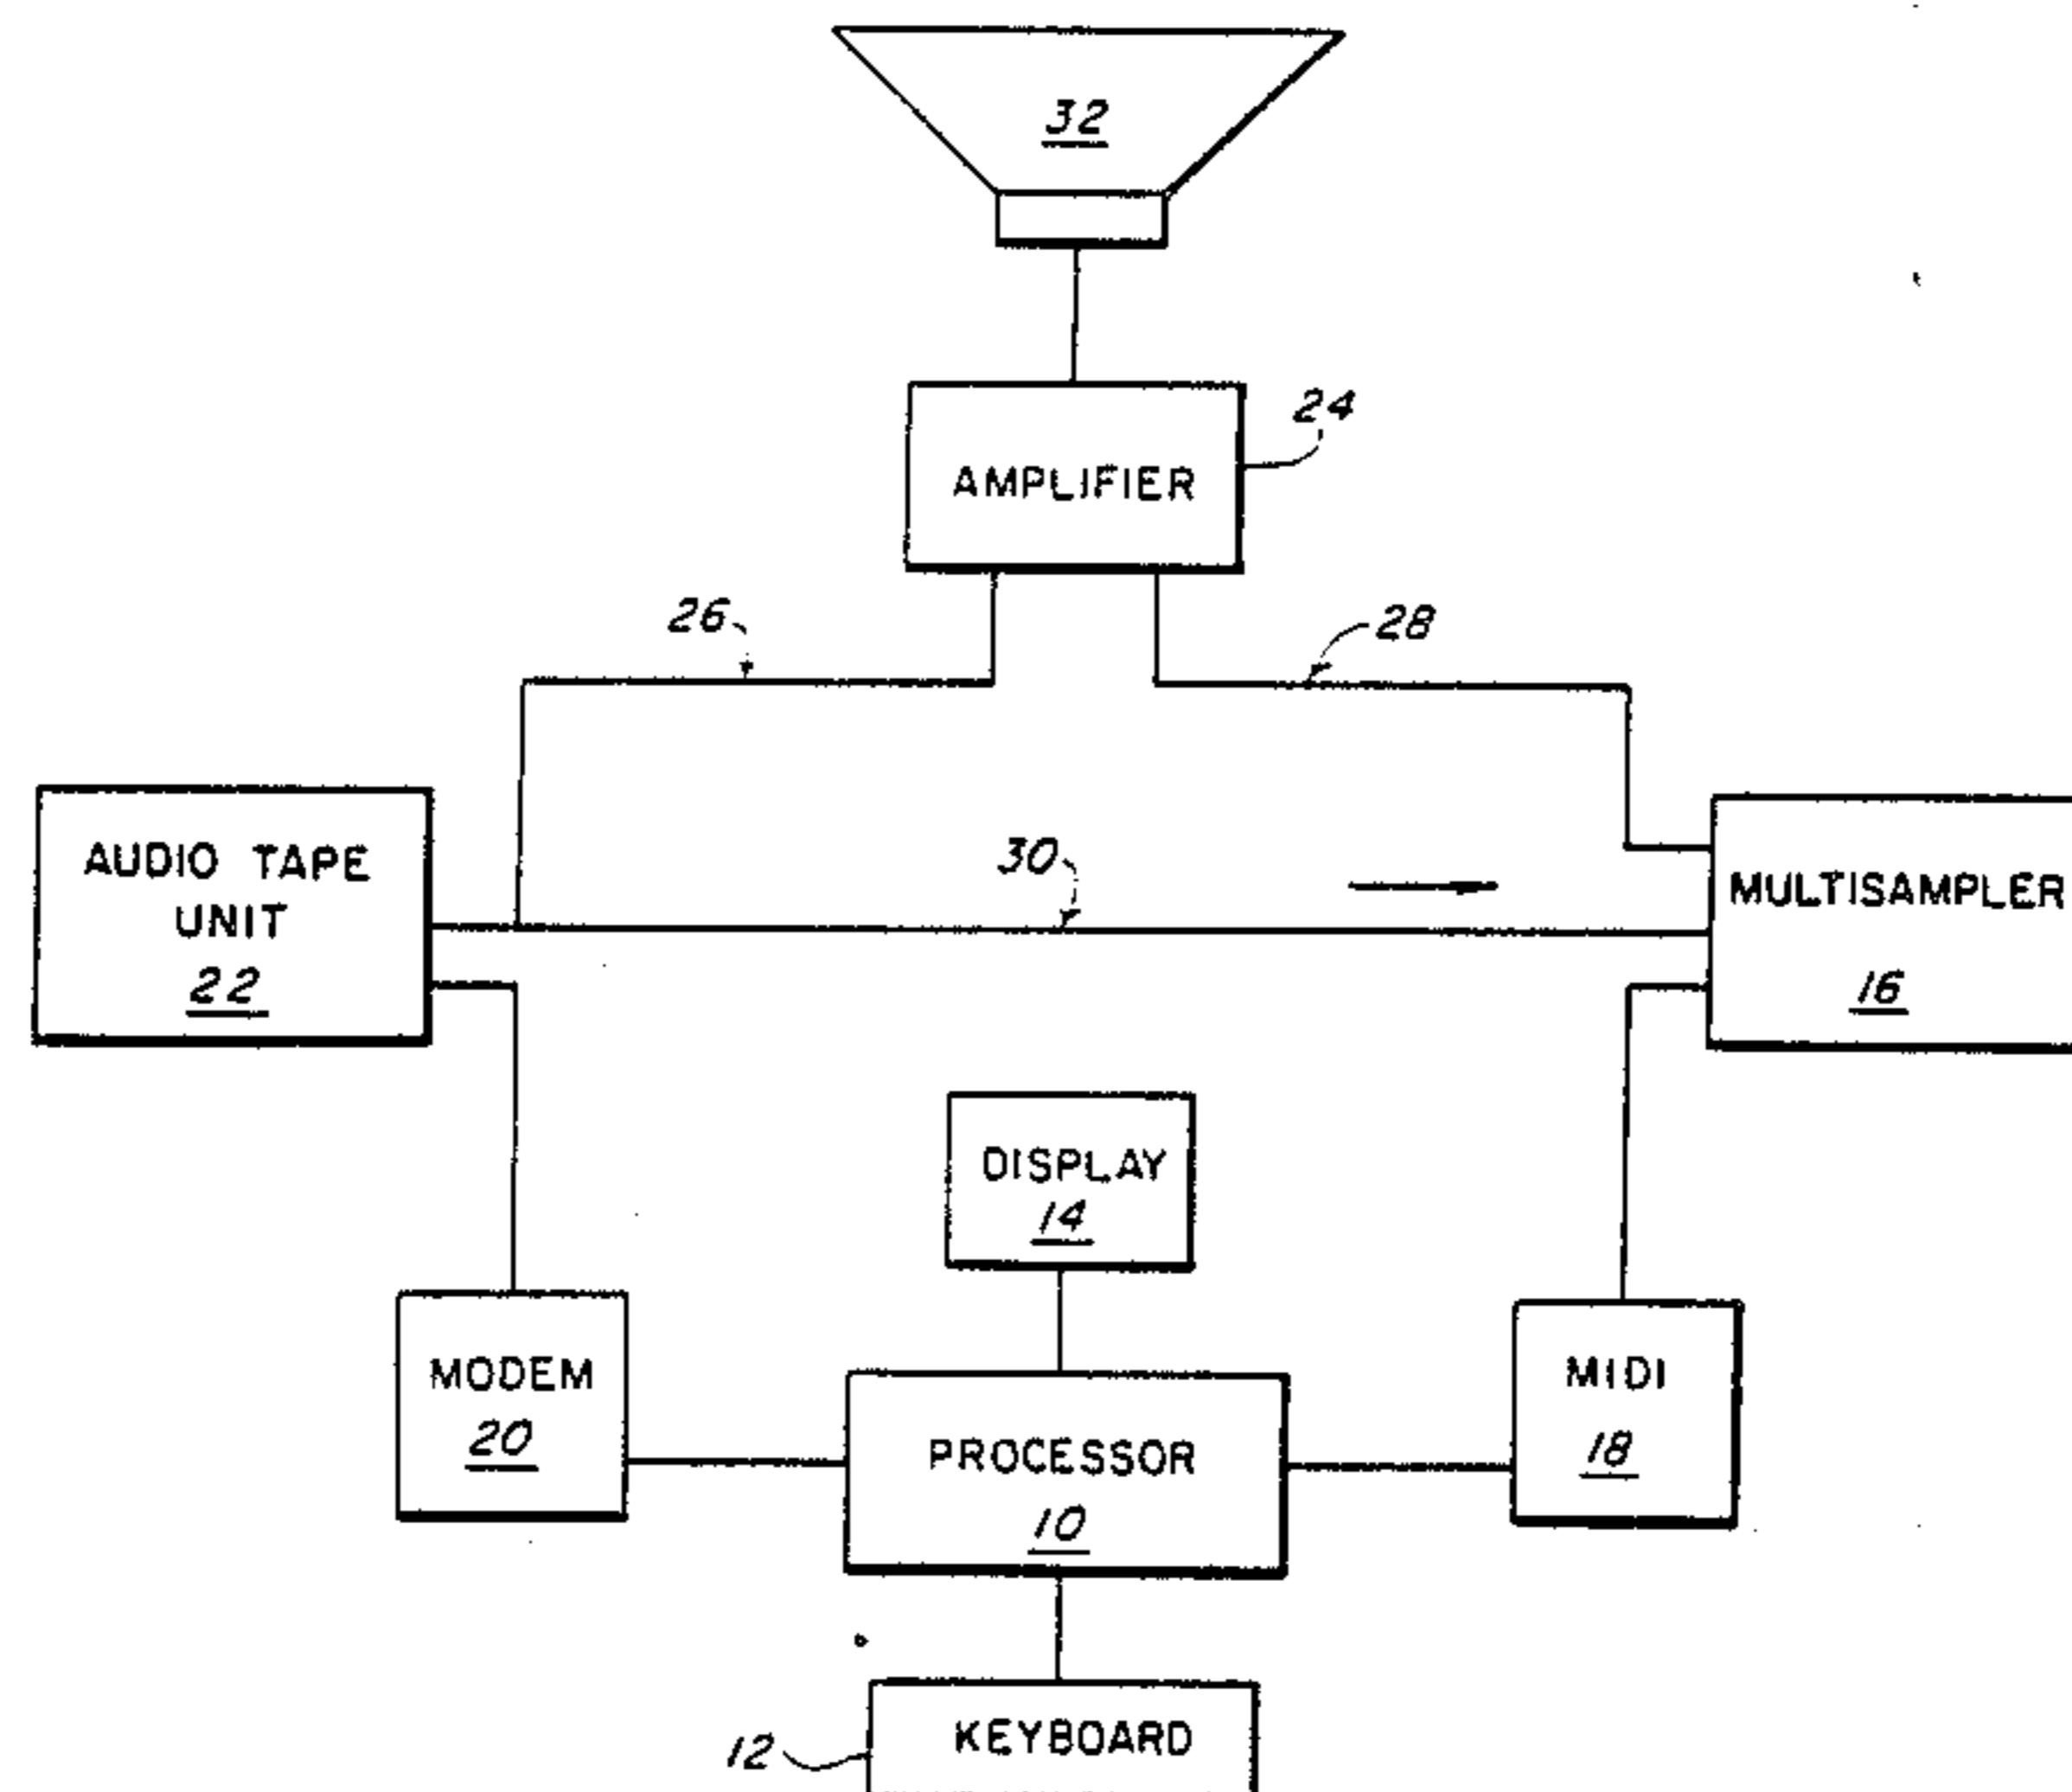 32
24
AMPLIFIER
26
28
30
AUDIO TAPE
UNIT
22
MULTISAMPLER
16
DISPLAY
14
MODEM
20
PROCESSOR
10
MIDI
18
KEYBOARD
12